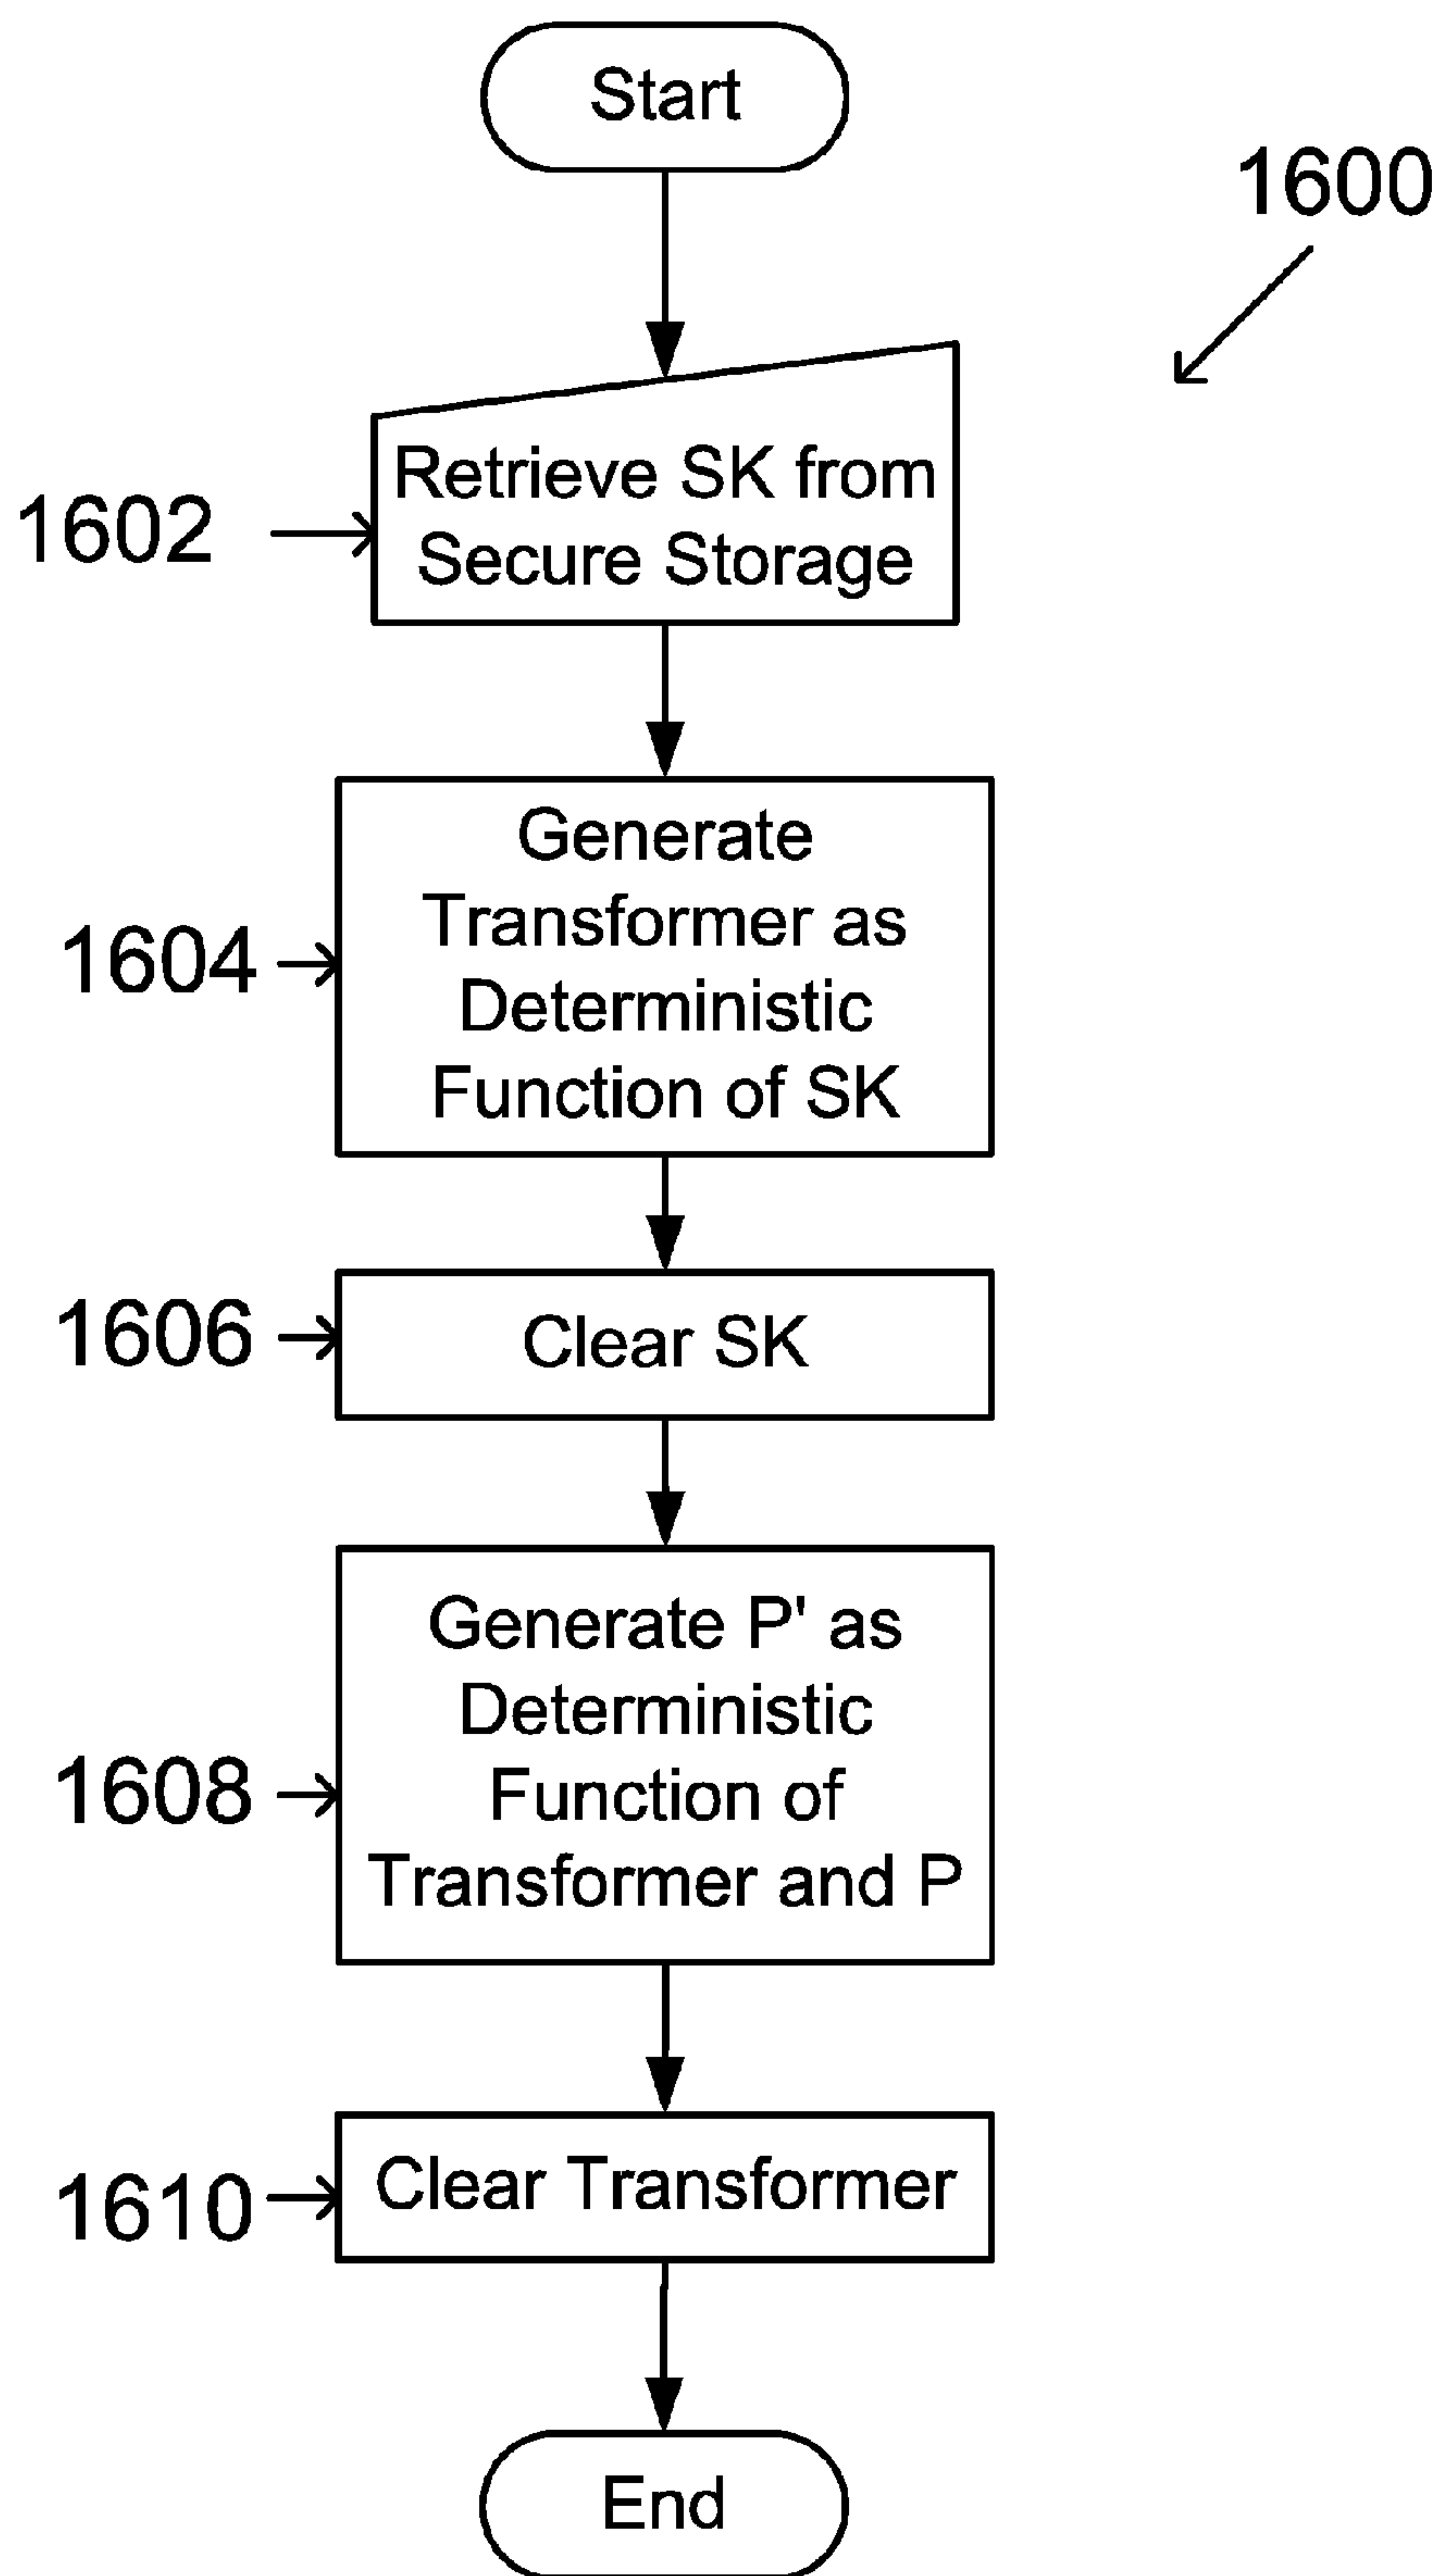 Start
1600
Retrieve SK from
1602
Secure Storage
Generate
Transformer as
1604
Deterministic
Function of SK
1606
Clear SK
Generate P' as
Deterministic
1608
Function of
Transformer and P
1610
Clear Transformer
End